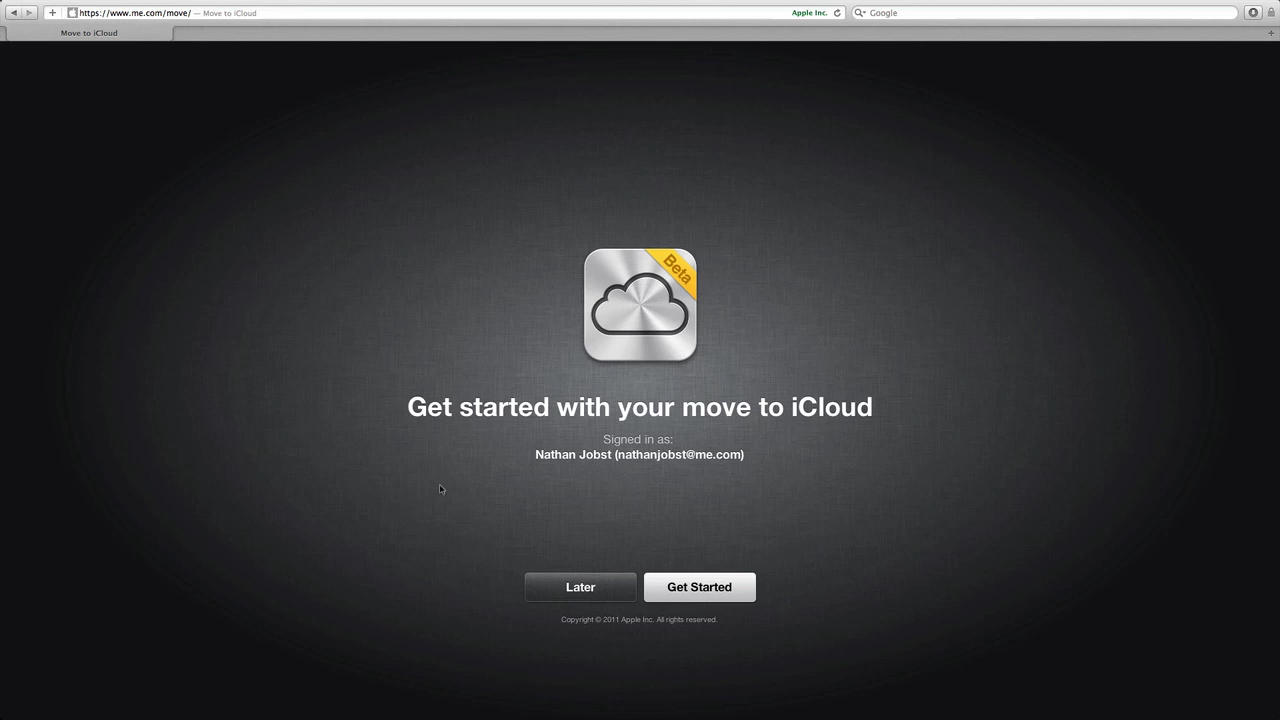 https://www.me.com/move/ — Move to iCloud
Apple Inc.
Google
Move to iCloud
Beta
Get started with your move to iCloud
Signed in as:
Nathan Jobst (nathanjobst@me.com)
Later
Get Started
Copyright © 2011 Apple Inc. All rights reserved.